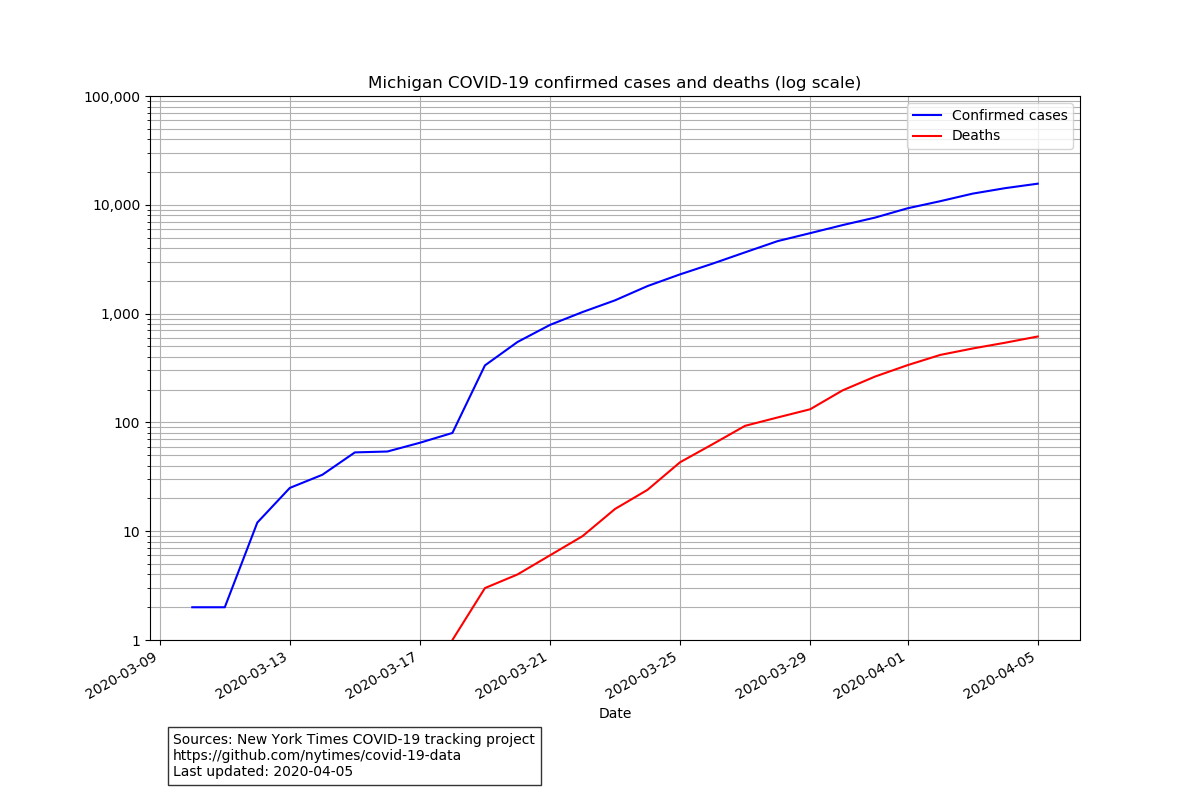 Michigan COVID-19 confirmed cases and deaths (log scale)
100,000
10,000
1,000
100
10
1
Confirmed cases
Deaths
2020-03-09
2020-03-13
2020-03-17
2020-03-21
2020-03-25
2020-03-29
2020-04-01
2020-04-05
Date
Sources: New York Times COVID-19 tracking project
https://github.com/nytimes/covid-19-data
Last updated: 2020-04-05